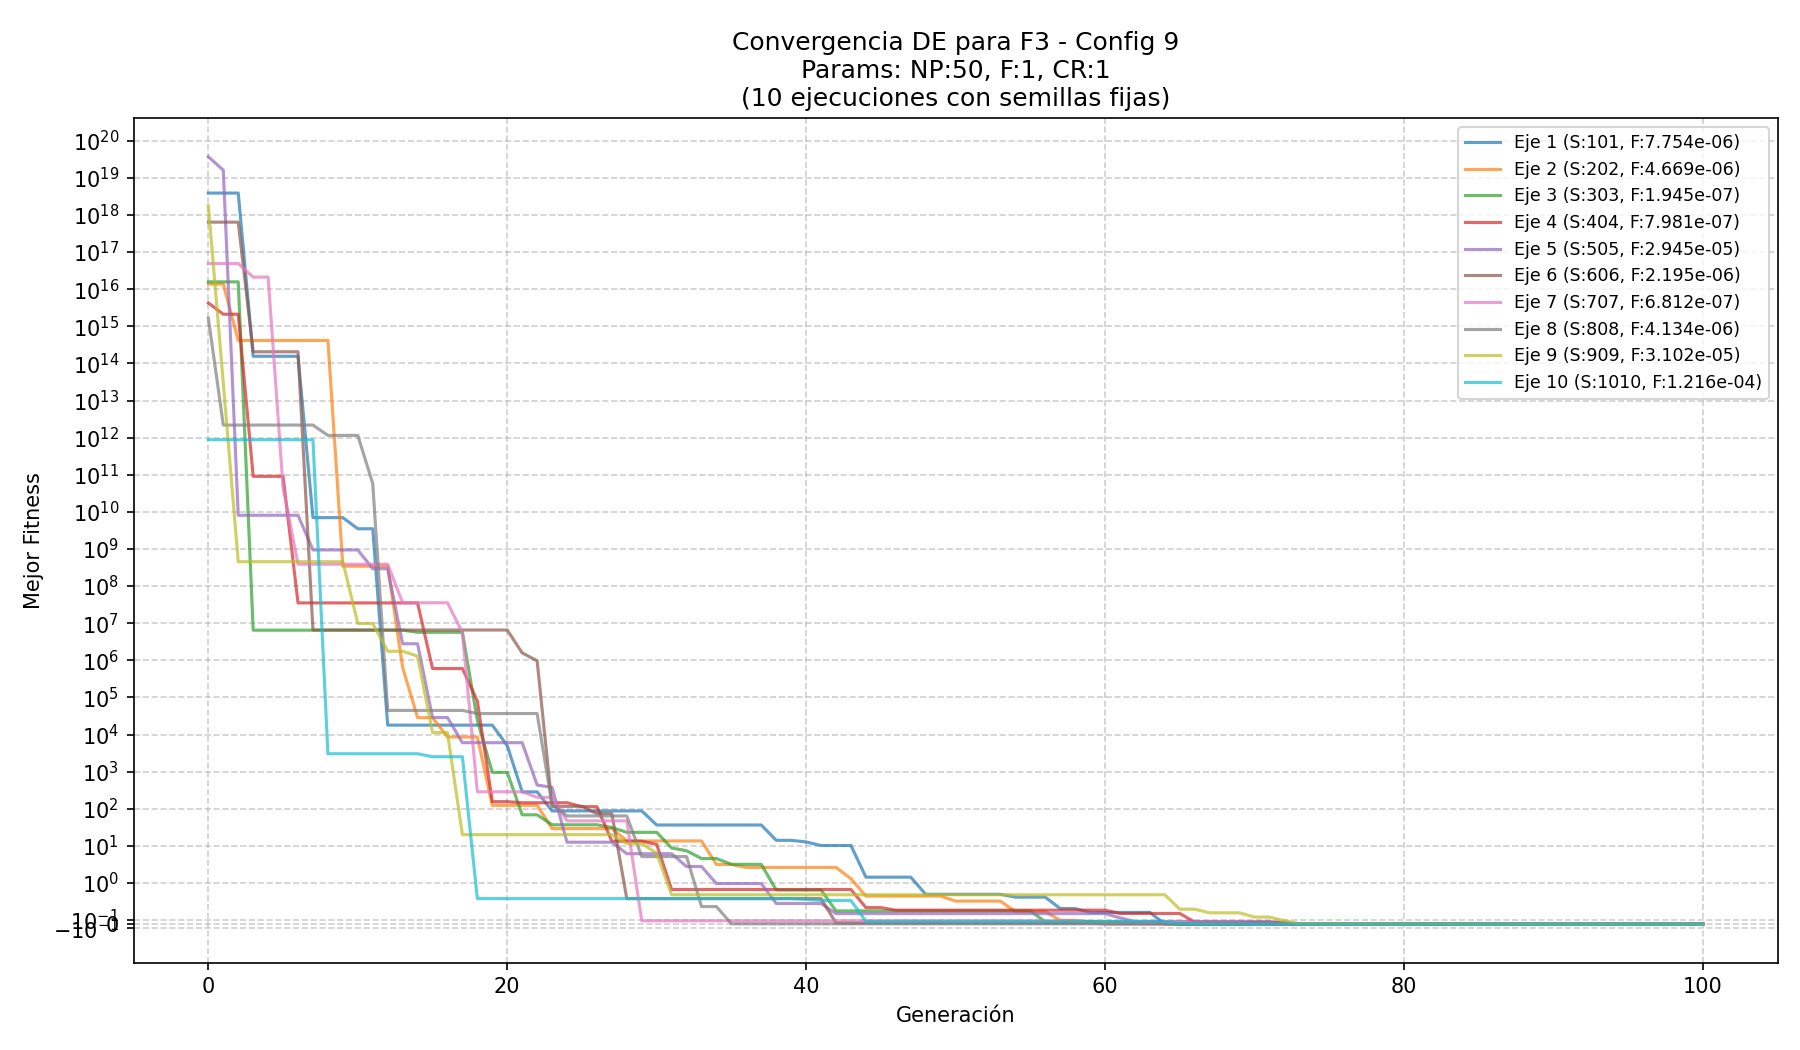 Convergencia DE para F3 - Config 9
Params: NP:50, F:1, CR:1
(10 ejecuciones con semillas fijas)
Mejor Fitness
10^20
10^19
10^18
10^17
10^16
10^15
10^14
10^13
10^12
10^11
10^10
10^9
10^8
10^7
10^6
10^5
10^4
10^3
10^2
10^1
10^0
10^−1
0
−10^−1
Eje 1 (S:101, F:7.754e-06)
Eje 2 (S:202, F:4.669e-06)
Eje 3 (S:303, F:1.945e-07)
Eje 4 (S:404, F:7.981e-07)
Eje 5 (S:505, F:2.945e-05)
Eje 6 (S:606, F:2.195e-06)
Eje 7 (S:707, F:6.812e-07)
Eje 8 (S:808, F:4.134e-06)
Eje 9 (S:909, F:3.102e-05)
Eje 10 (S:1010, F:1.216e-04)
0 20 40 60 80 100
Generación